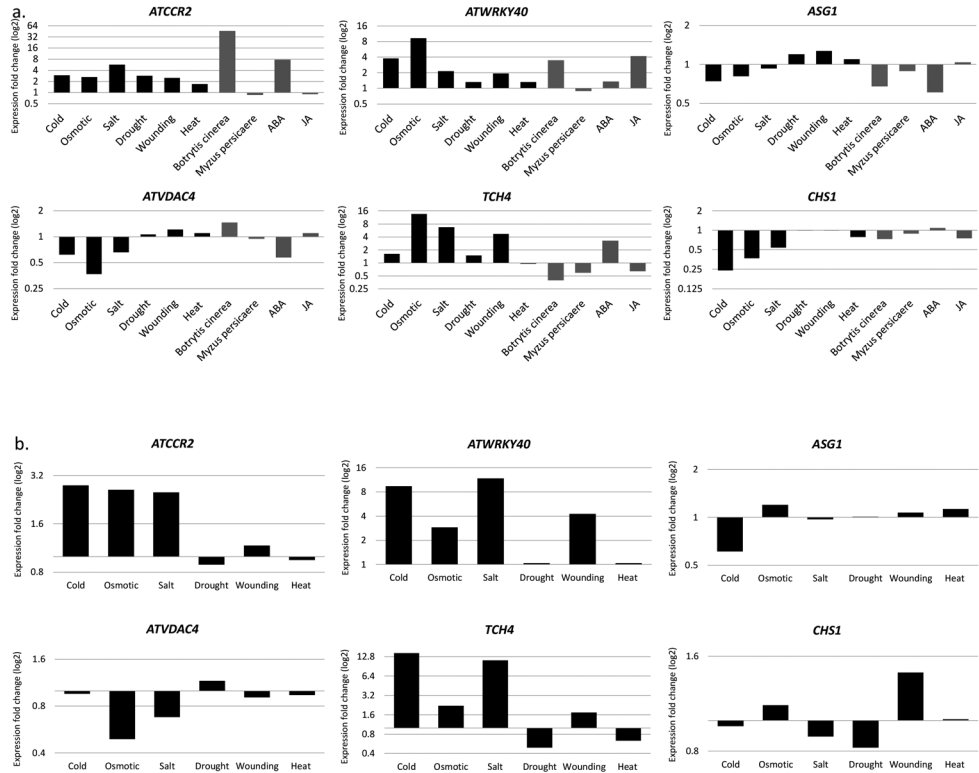 a.
ATCCR2
Expression fold change (log2)
64
32
16
8
4
2
1
0.5
Cold
Osmotic
Salt
Drought
Wounding
Heat
Botrytis cinerea
Myzus persicaere
ABA
JA
ATWRKY40
Expression fold change (log2)
16
8
4
2
1
0.5
Cold
Osmotic
Salt
Drought
Wounding
Heat
Botrytis cinerea
Myzus persicaere
ABA
JA
ASG1
Expression fold change (log2)
2
1
0.5
Cold
Osmotic
Salt
Drought
Wounding
Heat
Botrytis cinerea
Myzus persicaere
ABA
JA
ATVDAC4
Expression fold change (log2)
2
1
0.5
0.25
Cold
Osmotic
Salt
Drought
Wounding
Heat
Botrytis cinerea
Myzus persicaere
ABA
JA
TCH4
Expression fold change (log2)
16
8
4
2
1
0.5
0.25
Cold
Osmotic
Salt
Drought
Wounding
Heat
Botrytis cinerea
Myzus persicaere
ABA
JA
CHS1
Expression fold change (log2)
2
1
0.5
0.25
0.125
Cold
Osmotic
Salt
Drought
Wounding
Heat
Botrytis cinerea
Myzus persicaere
ABA
JA
b.
ATCCR2
Expression fold change (log2)
3.2
1.6
0.8
Cold
Osmotic
Salt
Drought
Wounding
Heat
ATWRKY40
Expression fold change (log2)
16
8
4
2
1
Cold
Osmotic
Salt
Drought
Wounding
Heat
ASG1
Expression fold change (log2)
2
1
0.5
Cold
Osmotic
Salt
Drought
Wounding
Heat
ATVDAC4
Expression fold change (log2)
1.6
0.8
0.4
Cold
Osmotic
Salt
Drought
Wounding
Heat
TCH4
Expression fold change (log2)
12.8
6.4
3.2
1.6
0.8
0.4
Cold
Osmotic
Salt
Drought
Wounding
Heat
CHS1
Expression fold change (log2)
1.6
0.8
Cold
Osmotic
Salt
Drought
Wounding
Heat